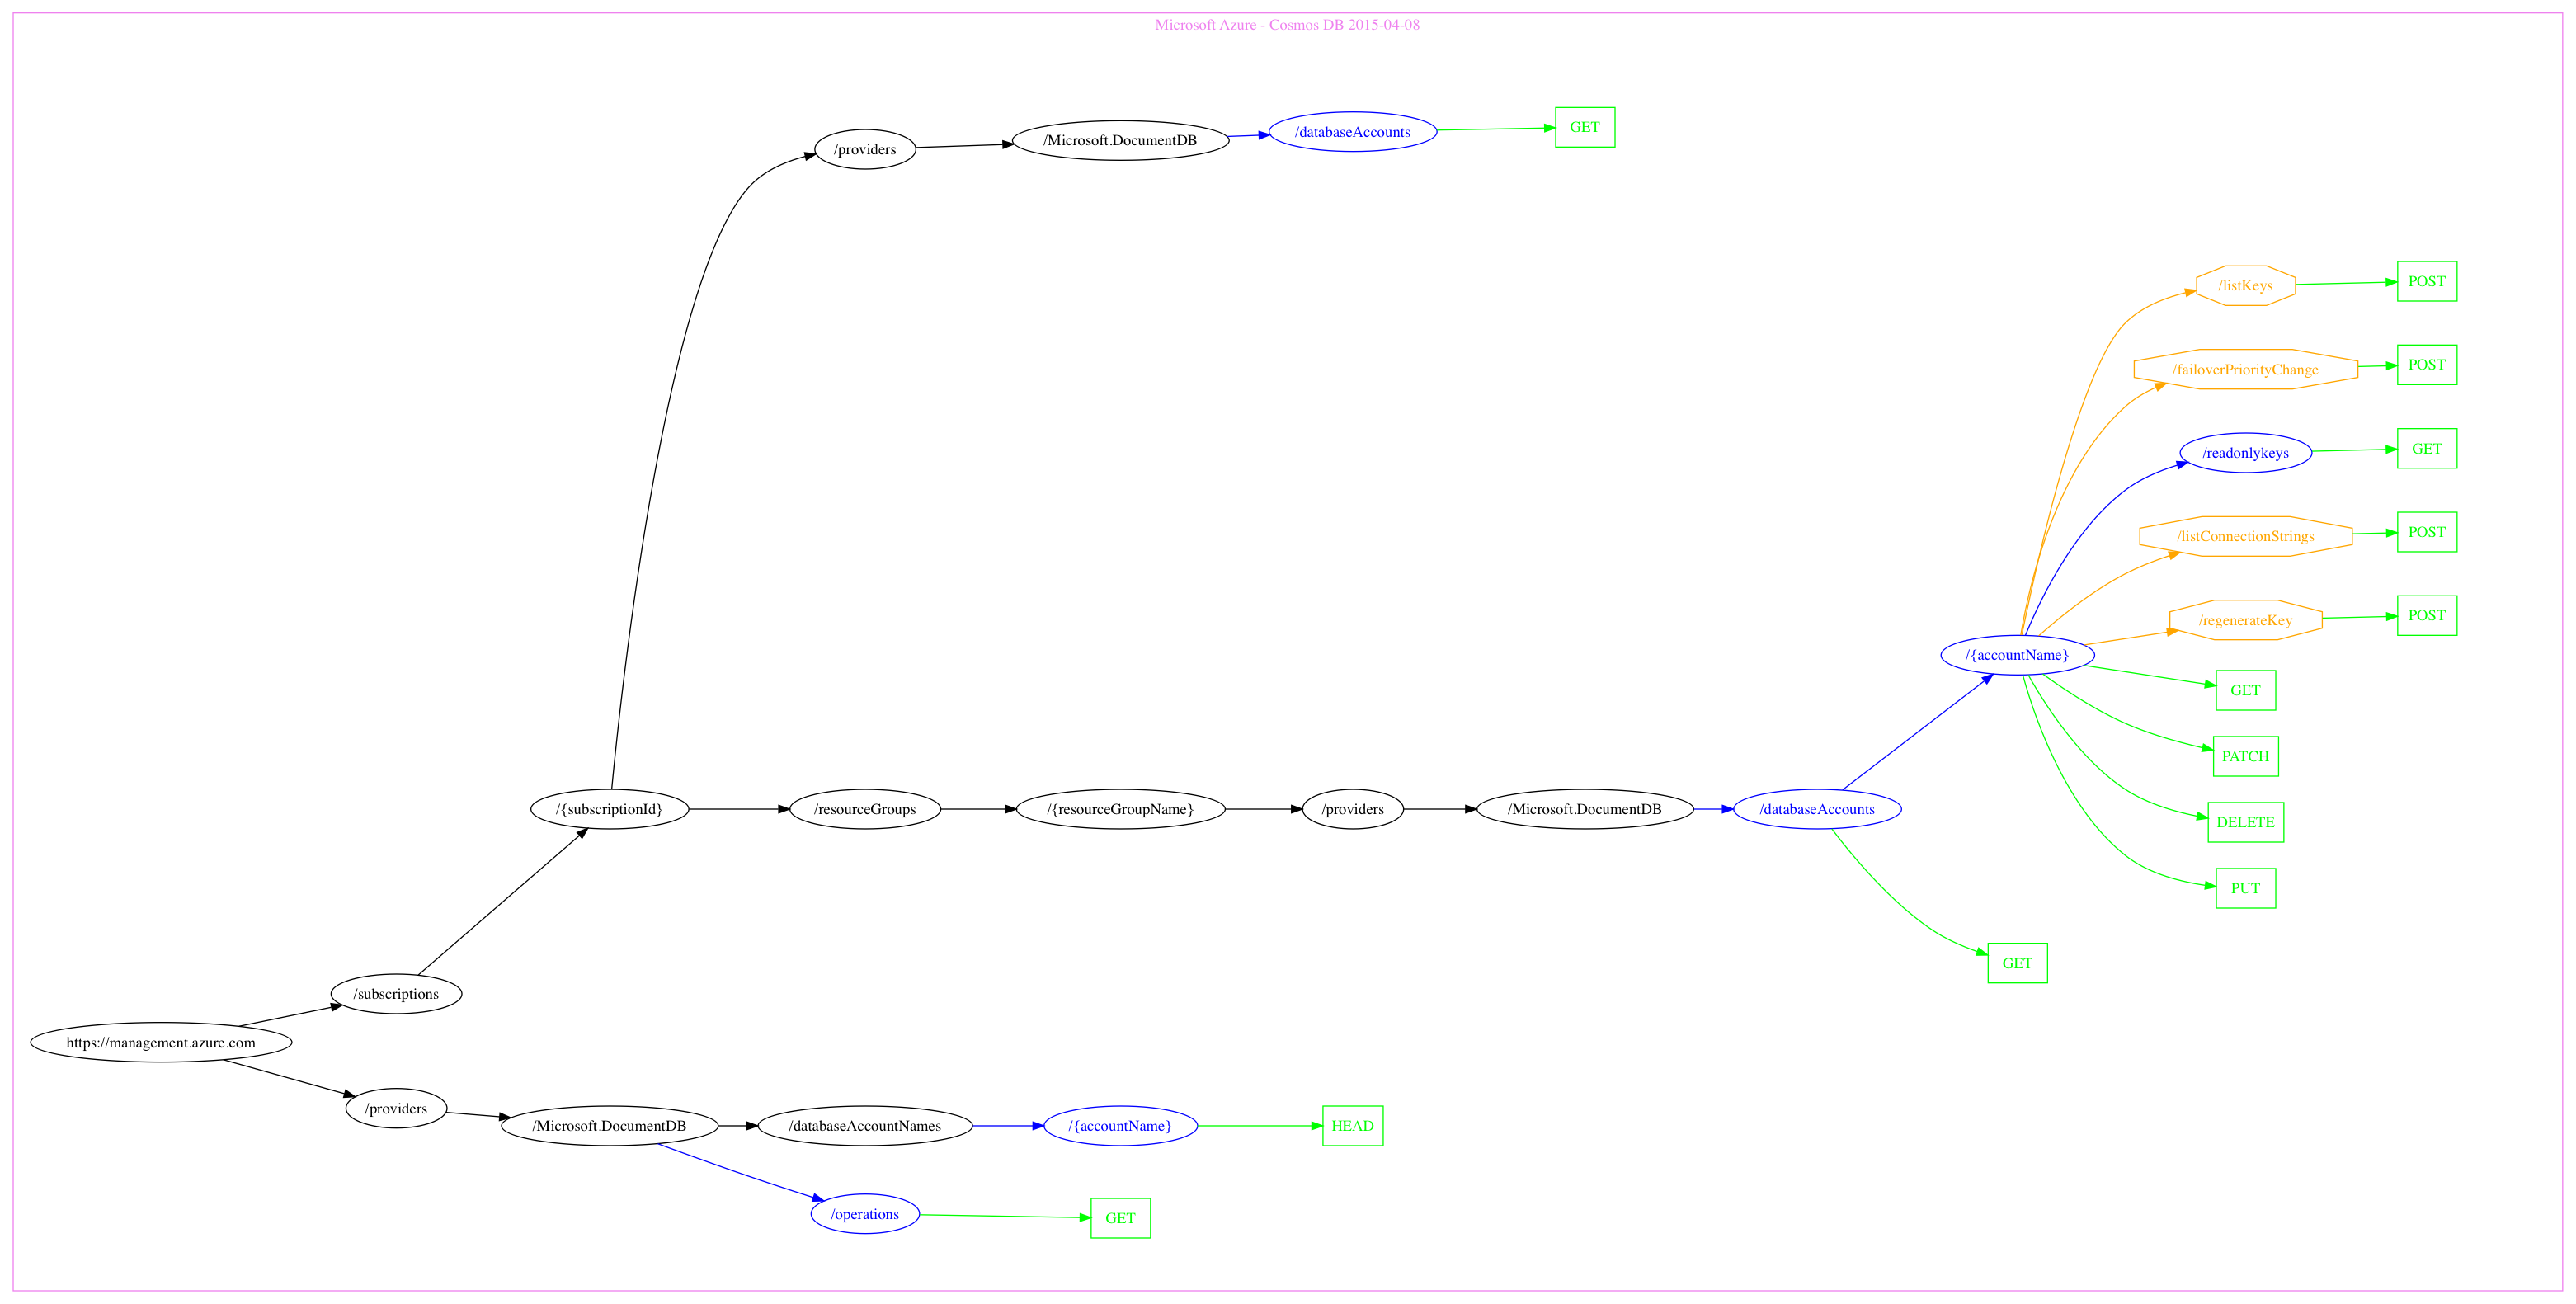 Microsoft Azure - Cosmos DB 2015-04-08
/providers
/Microsoft.DocumentDB
/databaseAccounts
GET
/listKeys
POST
/failoverPriorityChange
POST
/readonlykeys
GET
/listConnectionStrings
POST
/regenerateKey
POST
/{accountName}
GET
PATCH
/{subscriptionId}
/resourceGroups
/{resourceGroupName}
/providers
/Microsoft.DocumentDB
/databaseAccounts
DELETE
PUT
GET
/subscriptions
https://management.azure.com
/providers
/Microsoft.DocumentDB
/databaseAccountNames
/{accountName}
HEAD
/operations
GET